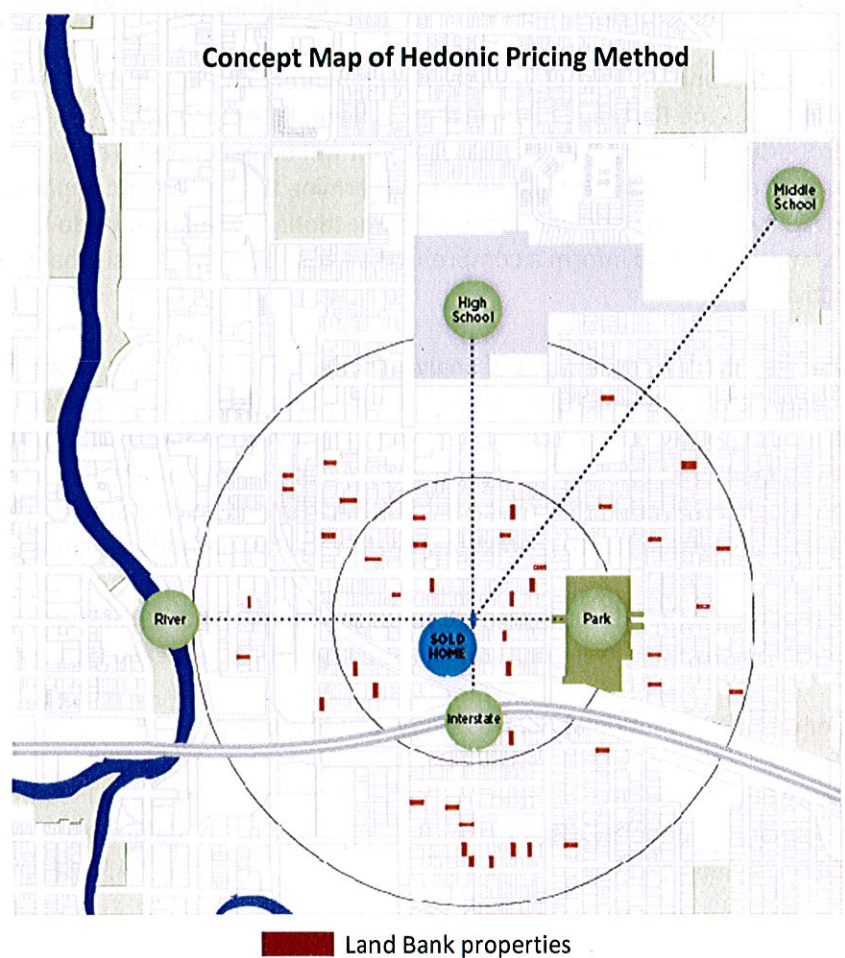 Concept Map of Hedonic Pricing Method
Middle
School
High
School
River
SOLD
HOME
Park
Interstate
Land Bank properties